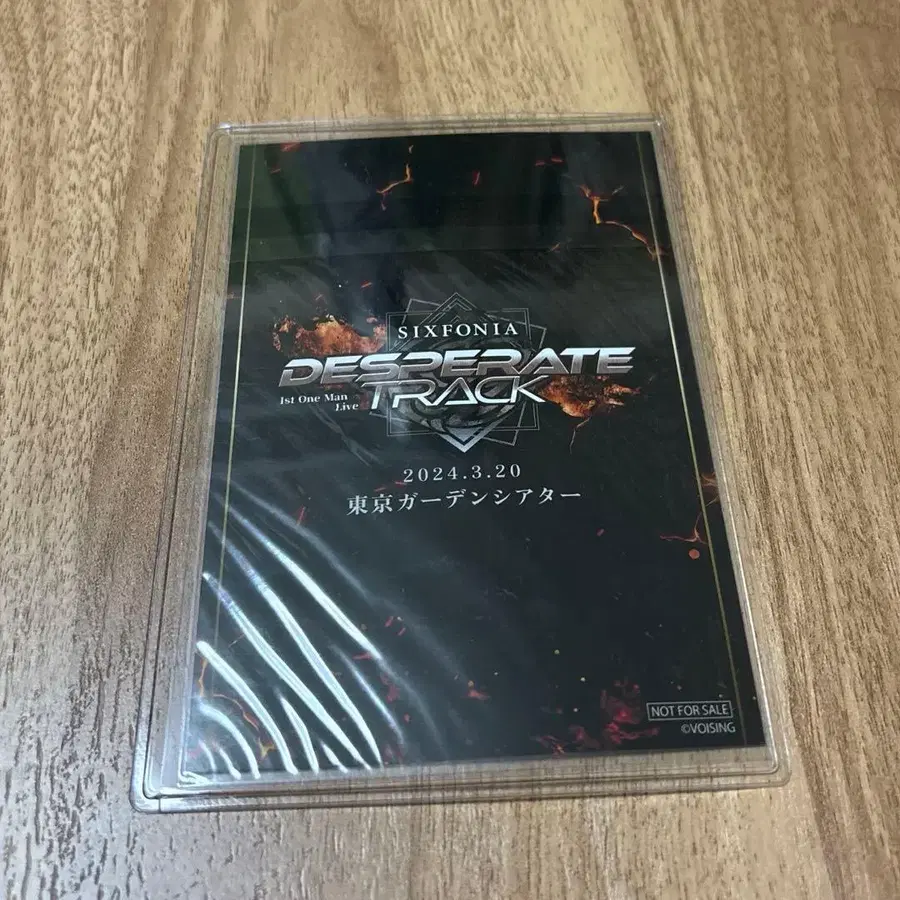 SIXFONIA
DESPERATE
1st One Man
Live
TRACK
2024.3.20
東京ガーデンシアター
NOT FOR SALE
©VOISING